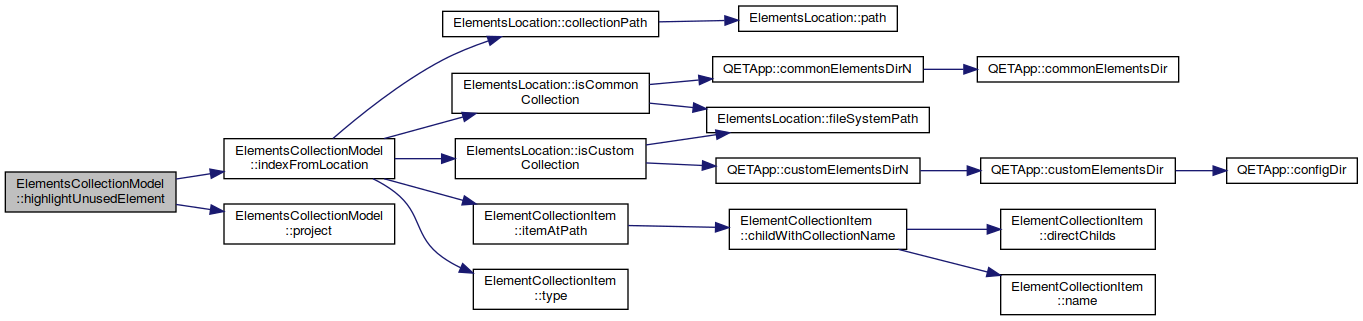 ElementsCollectionModel
::highlightUnusedElement
ElementsCollectionModel
::indexFromLocation
ElementsCollectionModel
::project
ElementsLocation::collectionPath
ElementsLocation::path
ElementsLocation::isCommon
Collection
QETApp::commonElementsDirN
QETApp::commonElementsDir
ElementsLocation::fileSystemPath
ElementsLocation::isCustom
Collection
QETApp::customElementsDirN
QETApp::customElementsDir
QETApp::configDir
ElementCollectionItem
::itemAtPath
ElementCollectionItem
::childWithCollectionName
ElementCollectionItem
::directChilds
ElementCollectionItem
::name
ElementCollectionItem
::type